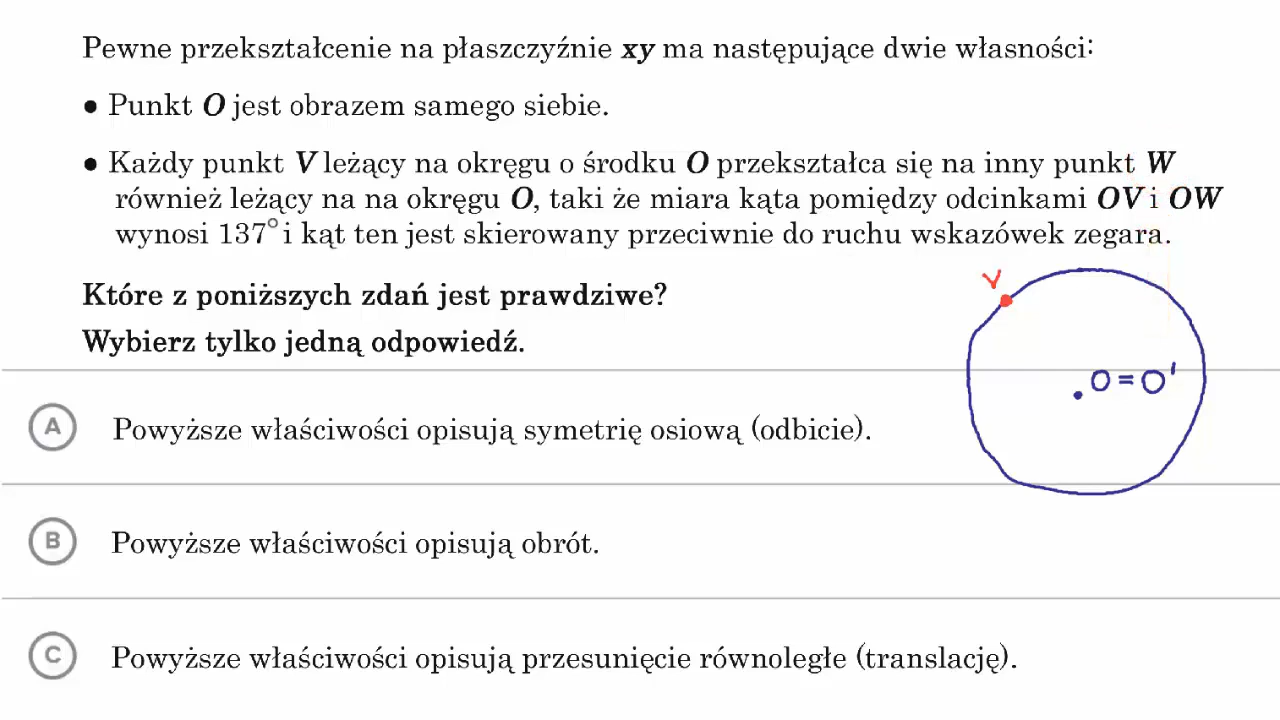 Pewne przekształcenie na płaszczyźnie xy ma następujące dwie własności:
● Punkt O jest obrazem samego siebie.
● Każdy punkt V leżący na okręgu o środku O przekształca się na inny punkt W
również leżący na na okręgu O, taki że miara kąta pomiędzy odcinkami OV i OW
wynosi 137° i kąt ten jest skierowany przeciwnie do ruchu wskazówek zegara.
Które z poniższych zdań jest prawdziwe?
Wybierz tylko jedną odpowiedź.
V
O = O'
A Powyższe właściwości opisują symetrię osiową (odbicie).
B Powyższe właściwości opisują obrót.
C Powyższe właściwości opisują przesunięcie równoległe (translację).